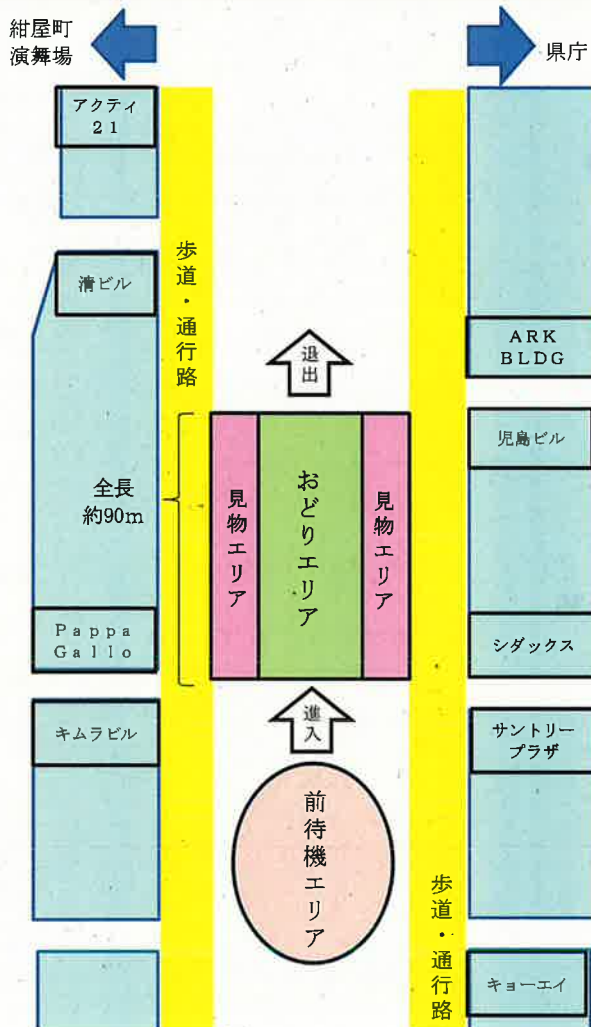 紺屋町
演舞場
県庁
アクティ
２１
清ビル
歩道・通行路
退出
ARK
BLDG
児島ビル
全長
約90m
見物エリア
おどりエリア
見物エリア
Ｐａｐｐａ
Ｇａｌｌｏ
シダックス
進入
キムラビル
サントリー
プラザ
前待機エリア
歩道・通行路
キョーエイ